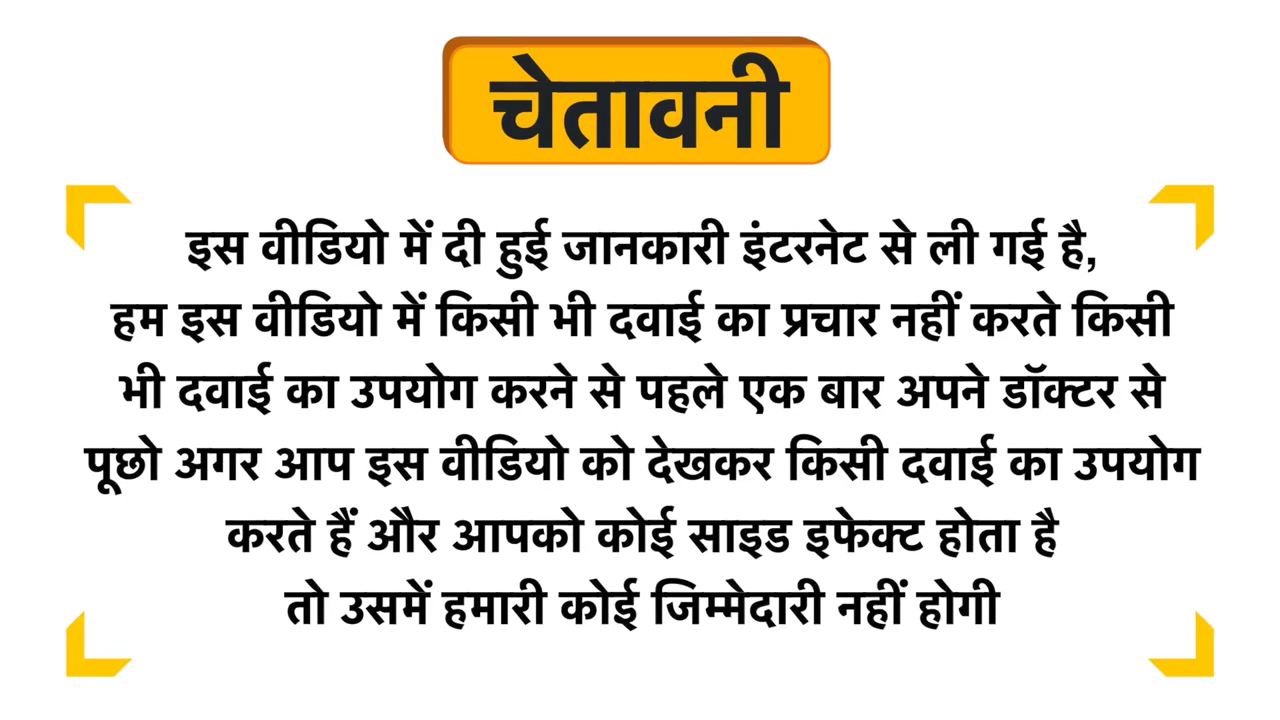 चेतावनी
इस वीडियो में दी हुई जानकारी इंटरनेट से ली गई है,
हम इस वीडियो में किसी भी दवाई का प्रचार नहीं करते किसी
भी दवाई का उपयोग करने से पहले एक बार अपने डॉक्टर से
पूछो अगर आप इस वीडियो को देखकर किसी दवाई का उपयोग
करते हैं और आपको कोई साइड इफेक्ट होता है
तो उसमें हमारी कोई जिम्मेदारी नहीं होगी